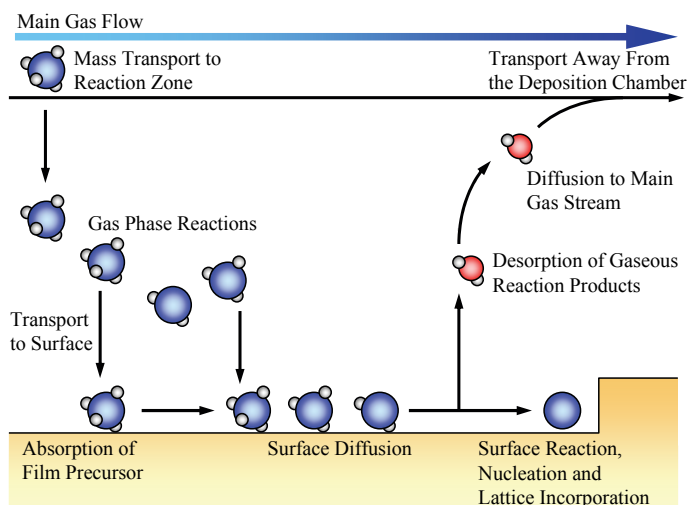 Main Gas Flow
Mass Transport to
Reaction Zone
Transport Away From
the Deposition Chamber
Diffusion to Main
Gas Stream
Gas Phase Reactions
Desorption of Gaseous
Reaction Products
Transport
to Surface
Absorption of
Film Precursor
Surface Diffusion
Surface Reaction,
Nucleation and
Lattice Incorporation